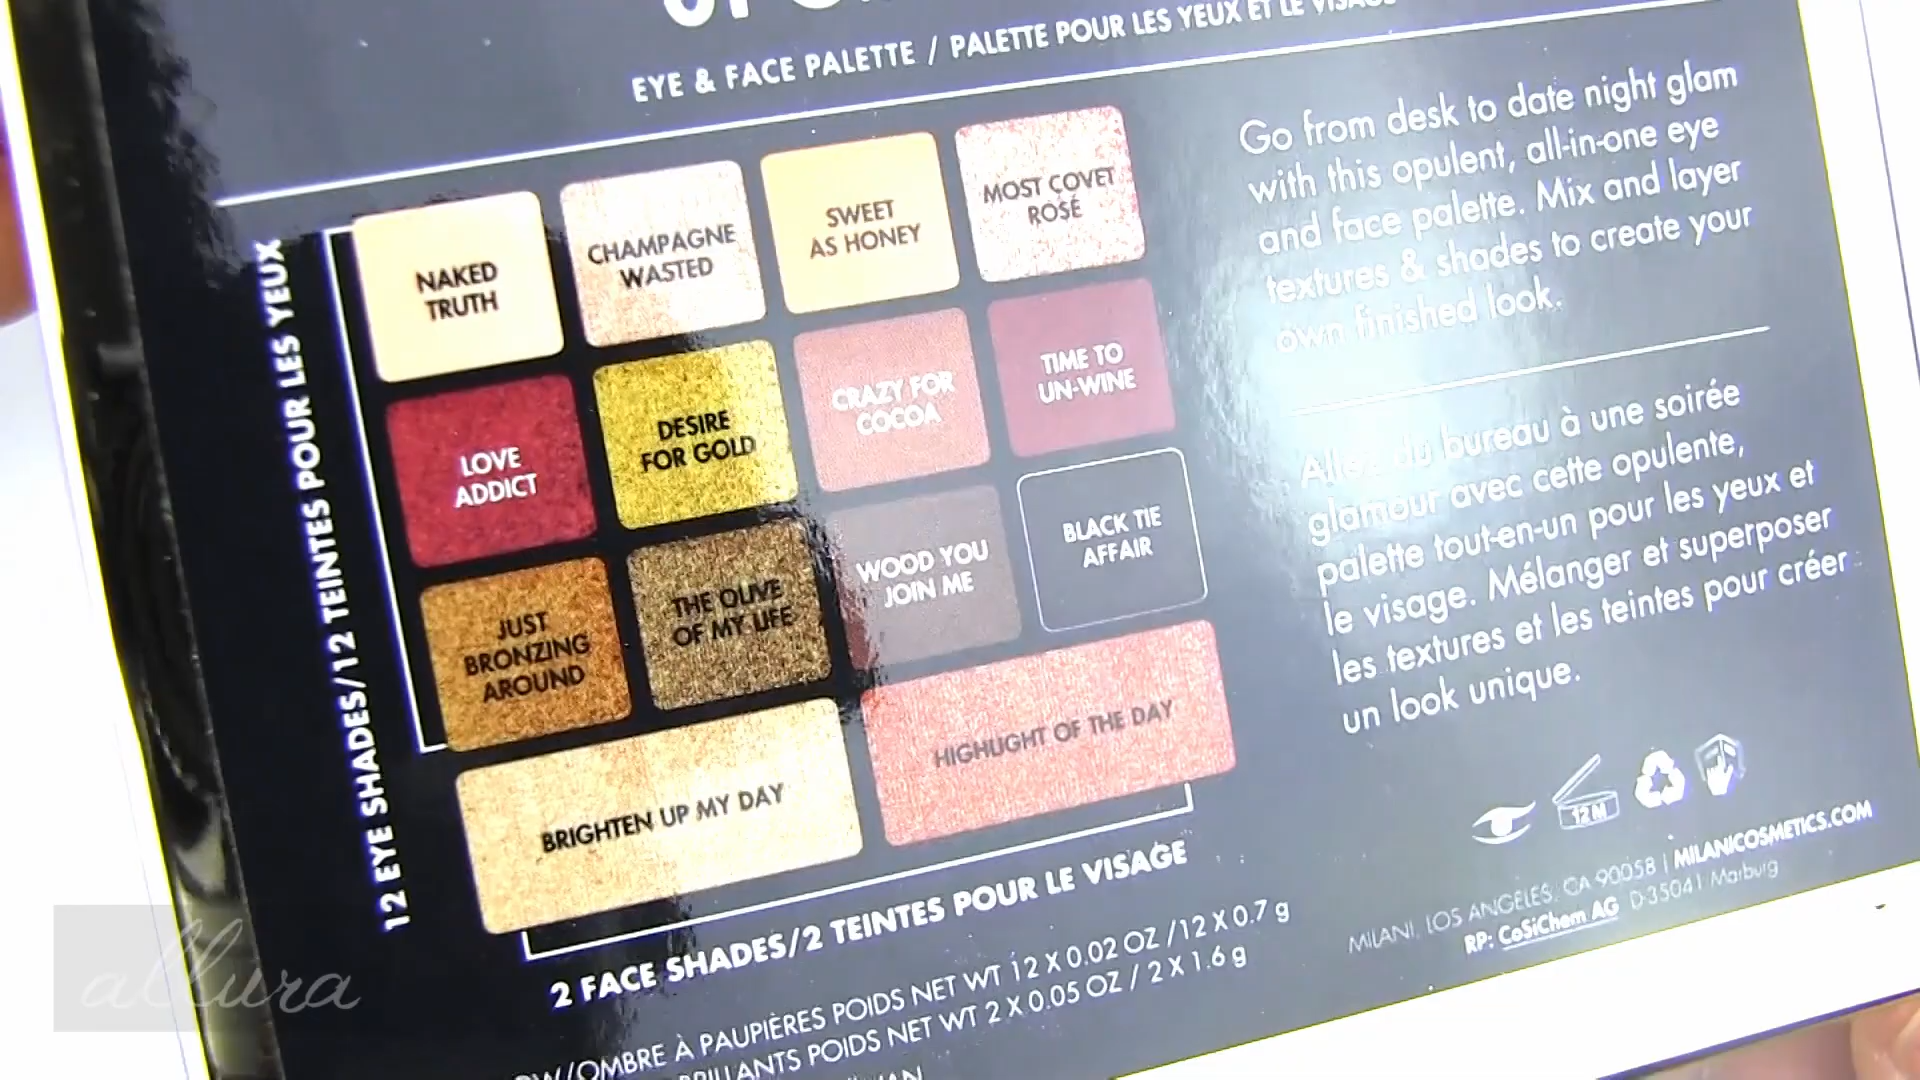 EYE & FACE PALETTE / PALETTE POUR LES YEUX ET LE VISAGE
12 EYE SHADES/12 TEINTES POUR LES YEUX
NAKED
TRUTH
CHAMPAGNE
WASTED
SWEET
AS HONEY
MOST COVET
ROSÉ
LOVE
ADDICT
DESIRE
FOR GOLD
CRAZY FOR
COCOA
TIME TO
UN-WINE
JUST
BRONZING
AROUND
THE OLIVE
OF MY LIFE
WOOD YOU
JOIN ME
BLACK TIE
AFFAIR
BRIGHTEN UP MY DAY
HIGHLIGHT OF THE DAY
2 FACE SHADES/2 TEINTES POUR LE VISAGE
/OMBRE À PAUPIÈRES POIDS NET WT 12 X 0.02 OZ /12 X 0.7 g
POIDS NET WT 2 X 0.05 OZ / 2 X 1.6 g
Go from desk to date night glam
with this opulent, all-in-one eye
and face palette. Mix and layer
textures & shades to create your
own finished look.
Allez du bureau à une soirée
glamour avec cette opulente,
palette tout-en-un pour les yeux et
le visage. Mélanger et superposer
les textures et les teintes pour créer
un look unique.
12 M
MILANI, LOS ANGELES, CA 90058 | MILANICOSMETICS.COM
RP: CoSiChem AG D-35041 Marburg
allura